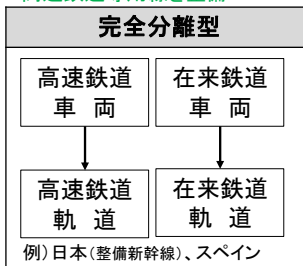 完全分離型
高速鉄道 在来鉄道
車 両 車 両
高速鉄道 在来鉄道
軌 道 軌 道
例）日本（整備新幹線）、スペイン